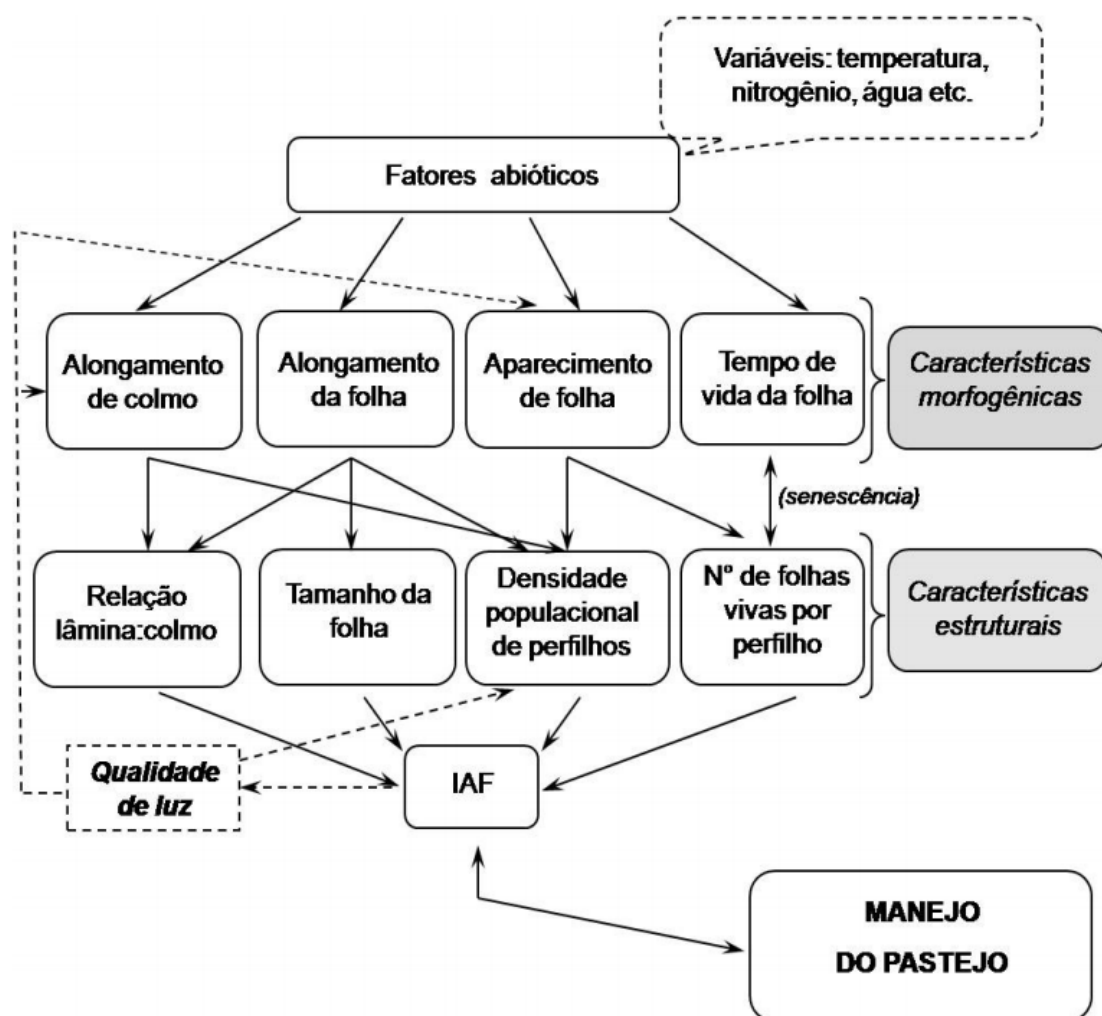 Variáveis: temperatura,
nitrogênio, água etc.
Fatores abióticos
Alongamento
de colmo
Alongamento
da folha
Aparecimento
de folha
Tempo de
vida da folha
Características
morfogênicas
(senescência)
Relação
lâmina:colmo
Tamanho da
folha
Densidade
populacional
de perfilhos
Nº de folhas
vivas por
perfilho
Características
estruturais
Qualidade
de luz
IAF
MANEJO
DO PASTEJO